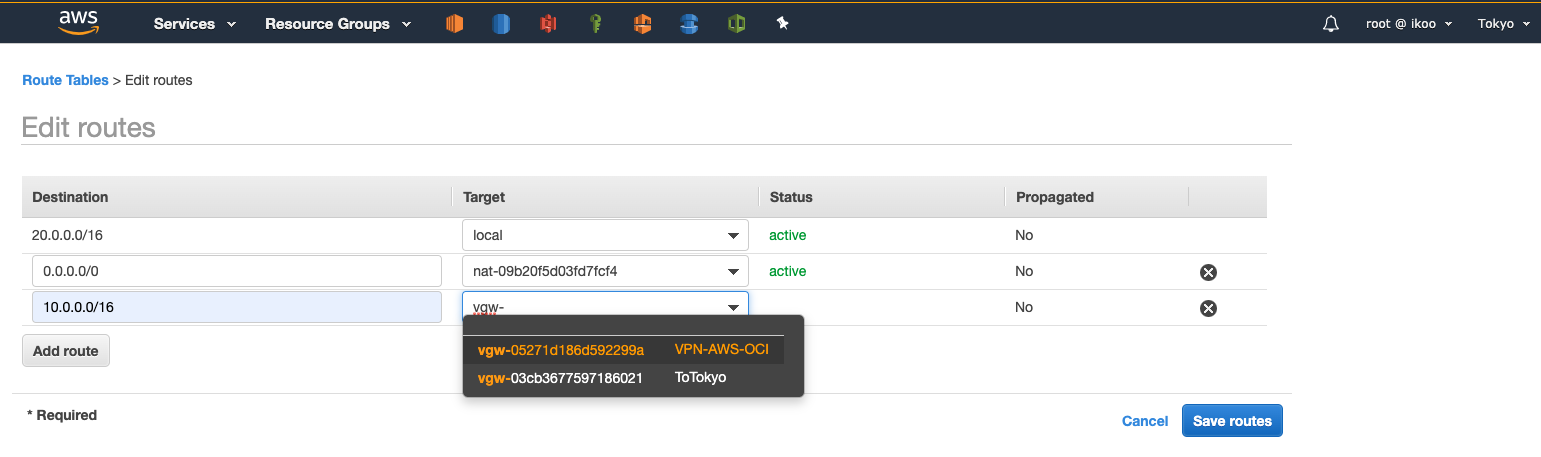 aws Services Resource Groups root @ ikoo Tokyo
Route Tables > Edit routes
Edit routes
Destination Target Status Propagated
20.0.0.0/16 local active No
0.0.0.0/0 nat-09b20f5d03fd7fcf4 active No
10.0.0.0/16 vgw- No
vgw-05271d186d592299a VPN-AWS-OCI
Add route
vgw-03cb3677597186021 ToTokyo
* Required
Cancel Save routes